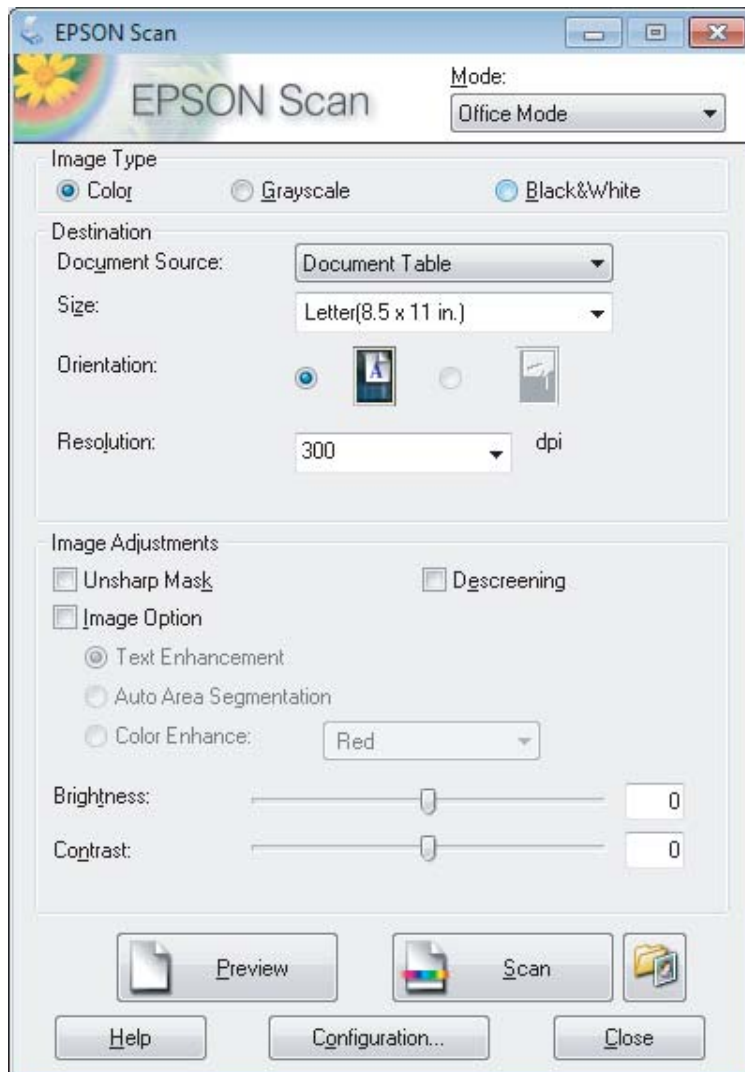 EPSON Scan
EPSON Scan
Mode:
Office Mode
Image Type
Color Grayscale Black&White
Destination
Document Source: Document Table
Size: Letter(8.5 x 11 in.)
Orientation: A
Resolution: 300 dpi
Image Adjustments
Unsharp Mask Descreening
Image Option
Text Enhancement
Auto Area Segmentation
Color Enhance: Red
Brightness: 0
Contrast: 0
Preview Scan
Help Configuration... Close